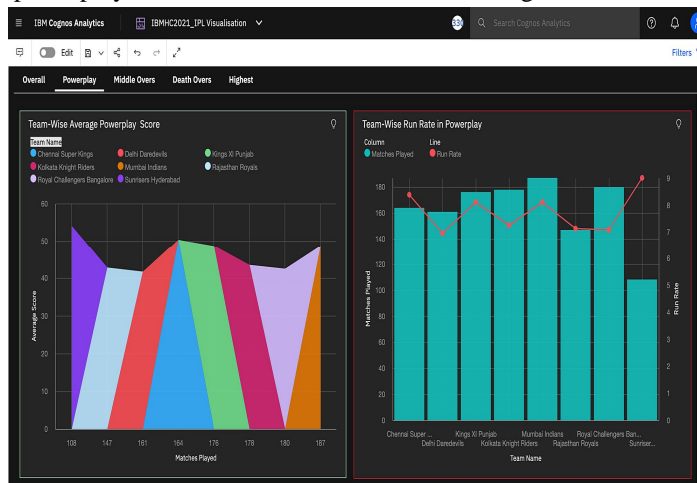 IBM Cognos Analytics
IBMHC2021_IPL Visualisation
Search Cognos Analytics
Edit
Filters
Overall
Powerplay
Middle Overs
Death Overs
Highest
Team-Wise Average Powerplay Score
Team Name
Chennai Super Kings
Delhi Daredevils
Kings XI Punjab
Kolkata Knight Riders
Mumbai Indians
Rajasthan Royals
Royal Challengers Bangalore
Sunrisers Hyderabad
Average Score
60
50
40
30
20
10
0
108
147
161
164
176
178
180
187
Matches Played
Team-Wise Run Rate in Powerplay
Column
Line
Matches Played
Run Rate
Matches Played
180
160
140
120
100
80
60
40
20
0
9
8
7
6
5
4
3
2
1
0
Run Rate
Chennai Super ...
Kings XI Punjab
Mumbai Indians
Royal Challengers Ban...
Delhi Daredevils
Kolkata Knight Riders
Rajasthan Royals
Sunriser...
Team Name